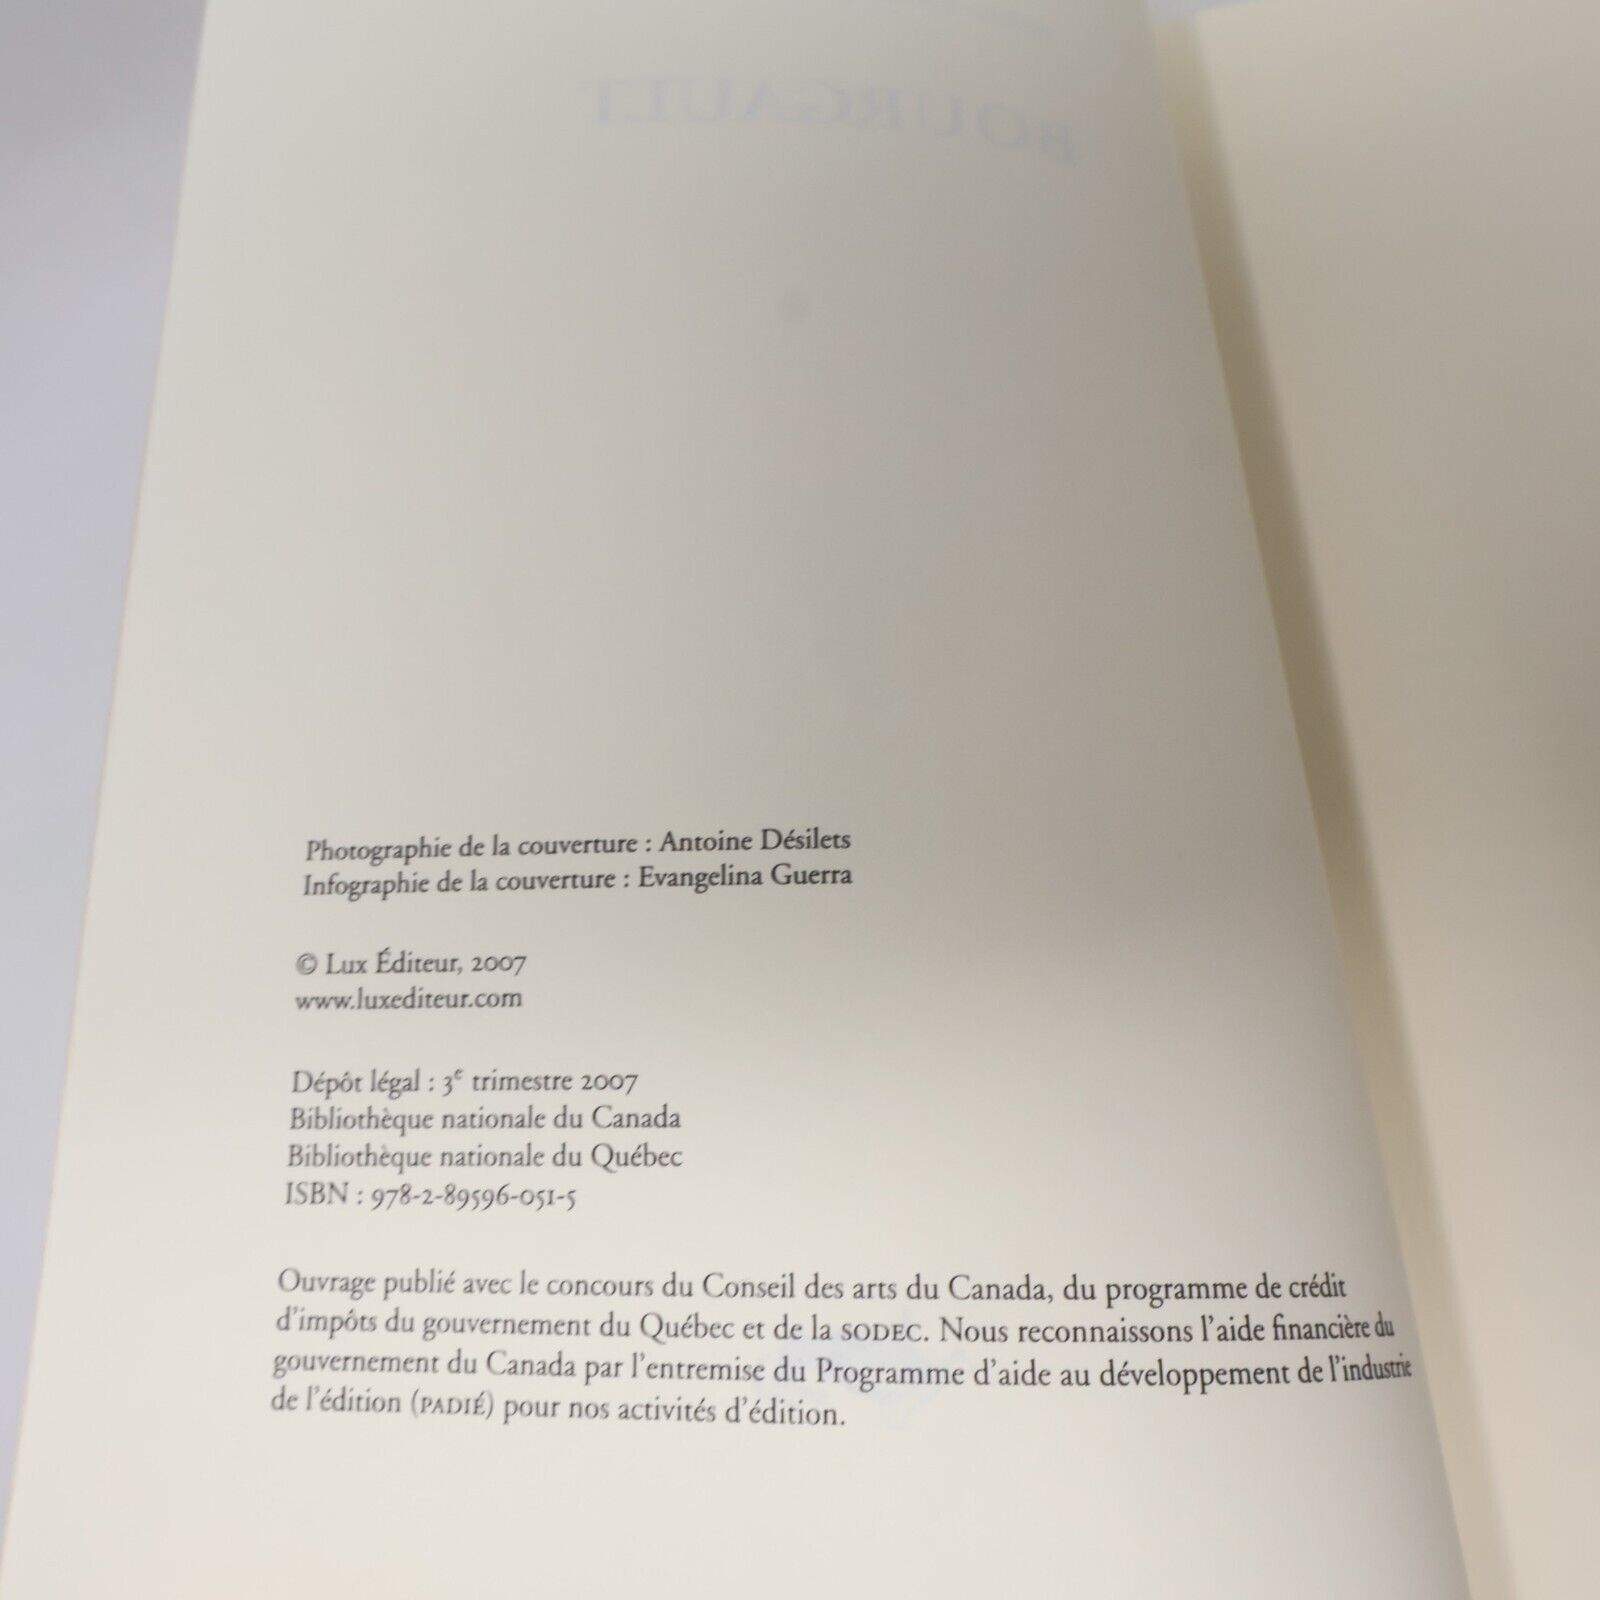 BOURGAULT
Photographie de la couverture : Antoine Désilets
Infographie de la couverture : Evangelina Guerra
© Lux Éditeur, 2007
www.luxediteur.com
Dépôt légal : 3e trimestre 2007
Bibliothèque nationale du Canada
Bibliothèque nationale du Québec
ISBN : 978-2-89596-051-5
Ouvrage publié avec le concours du Conseil des arts du Canada, du programme de crédit
d'impôts du gouvernement du Québec et de la SODEC. Nous reconnaissons l'aide financière du
gouvernement du Canada par l'entremise du Programme d'aide au développement de l'industrie
de l'édition (PADIÉ) pour nos activités d'édition.